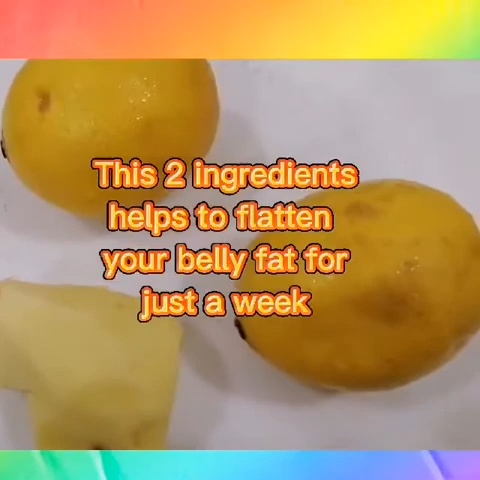 This 2 ingredients
helps to flatten
your belly fat for
just a week